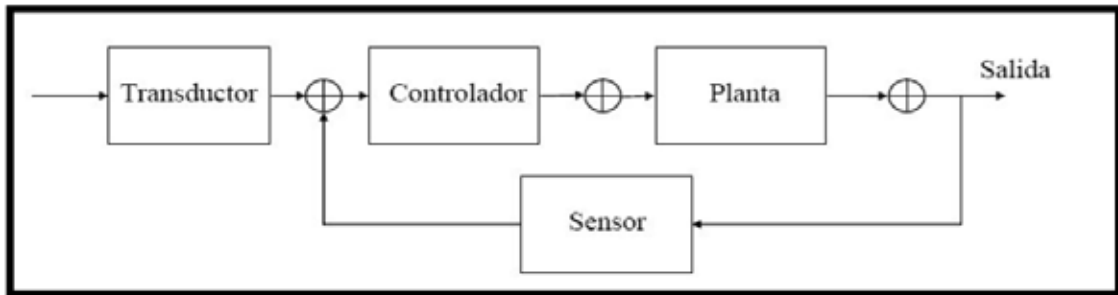 Transductor
Controlador
Planta
Salida
Sensor